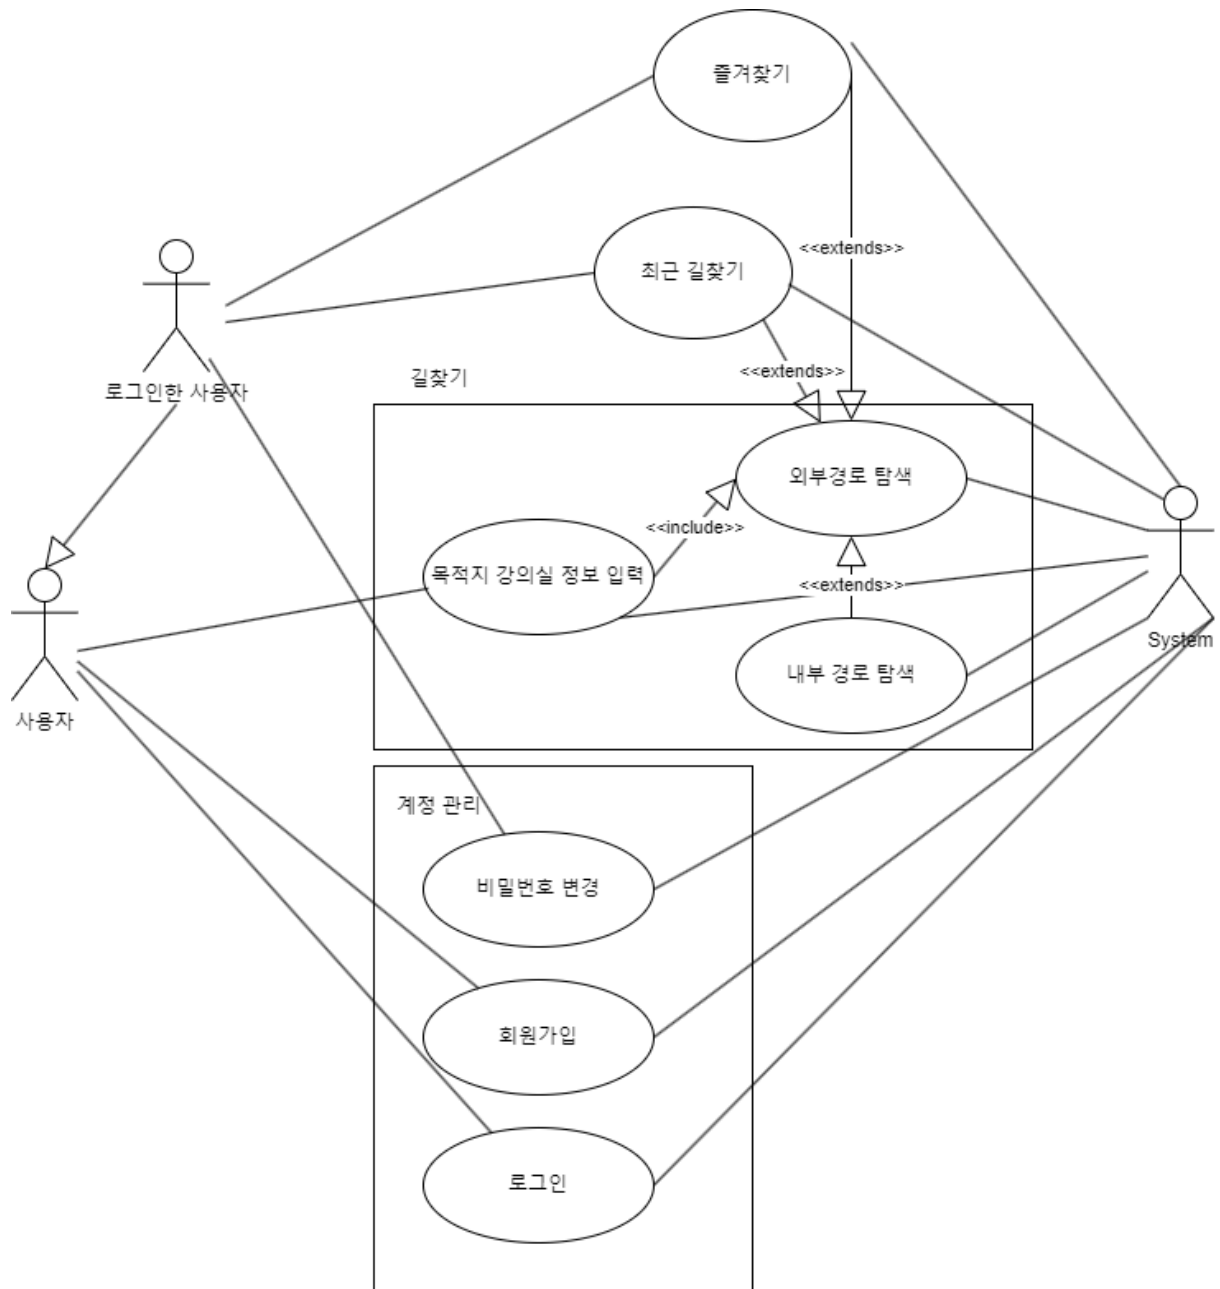 즐겨찾기
<<extends>>
최근 길찾기
<<extends>>
로그인한 사용자
길찾기
외부경로 탐색
<<include>>
목적지 강의실 정보 입력
<<extends>>
내부 경로 탐색
System
사용자
계정 관리
비밀번호 변경
회원가입
로그인